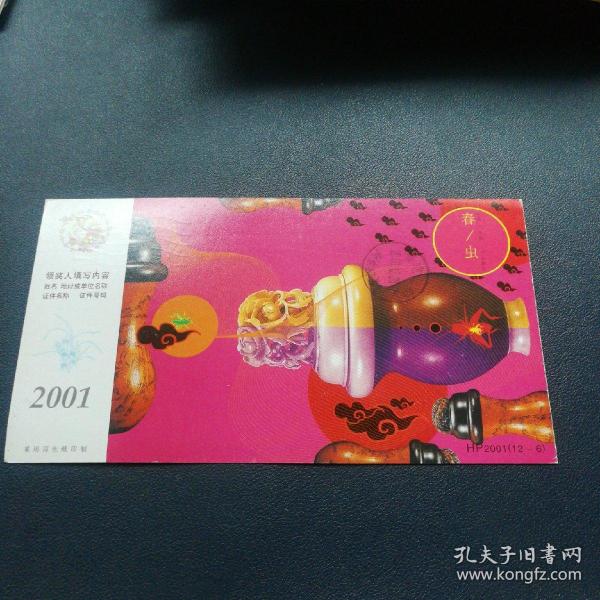 领奖人填写内容
姓名 地址或单位名称
证件名称 证件号码
2001
春/虫
HP2001(12-6)
孔夫子旧書网
www.kongfz.com